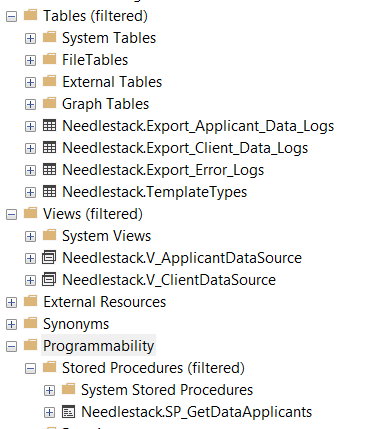 Tables (filtered)
System Tables
FileTables
External Tables
Graph Tables
Needlestack.Export_Applicant_Data_Logs
Needlestack.Export_Client_Data_Logs
Needlestack.Export_Error_Logs
Needlestack.TemplateTypes
Views (filtered)
System Views
Needlestack.V_ApplicantDataSource
Needlestack.V_ClientDataSource
External Resources
Synonyms
Programmability
Stored Procedures (filtered)
System Stored Procedures
Needlestack.SP_GetDataApplicants